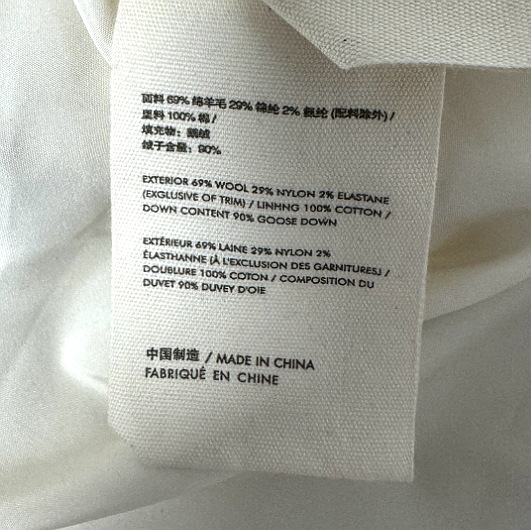 面料 69% 绵羊毛 29% 锦纶 2% 氨纶 (配料除外) /
里料 100% 棉 /
填充物：鹅绒
绒子含量：90%
EXTERIOR 69% WOOL 29% NYLON 2% ELASTANE
(EXCLUSIVE OF TRIM) / LINHNG 100% COTTON /
DOWN CONTENT 90% GOOSE DOWN
EXTÉRIEUR 69% LAINE 29% NYLON 2%
ÉLASTHANNE (À L'EXCLUSION DES GARNITURES) /
DOUBLURE 100% COTON / COMPOSITION DU
DUVET 90% DUVEY D'OIE
中国制造 / MADE IN CHINA
FABRIQUÉ EN CHINE